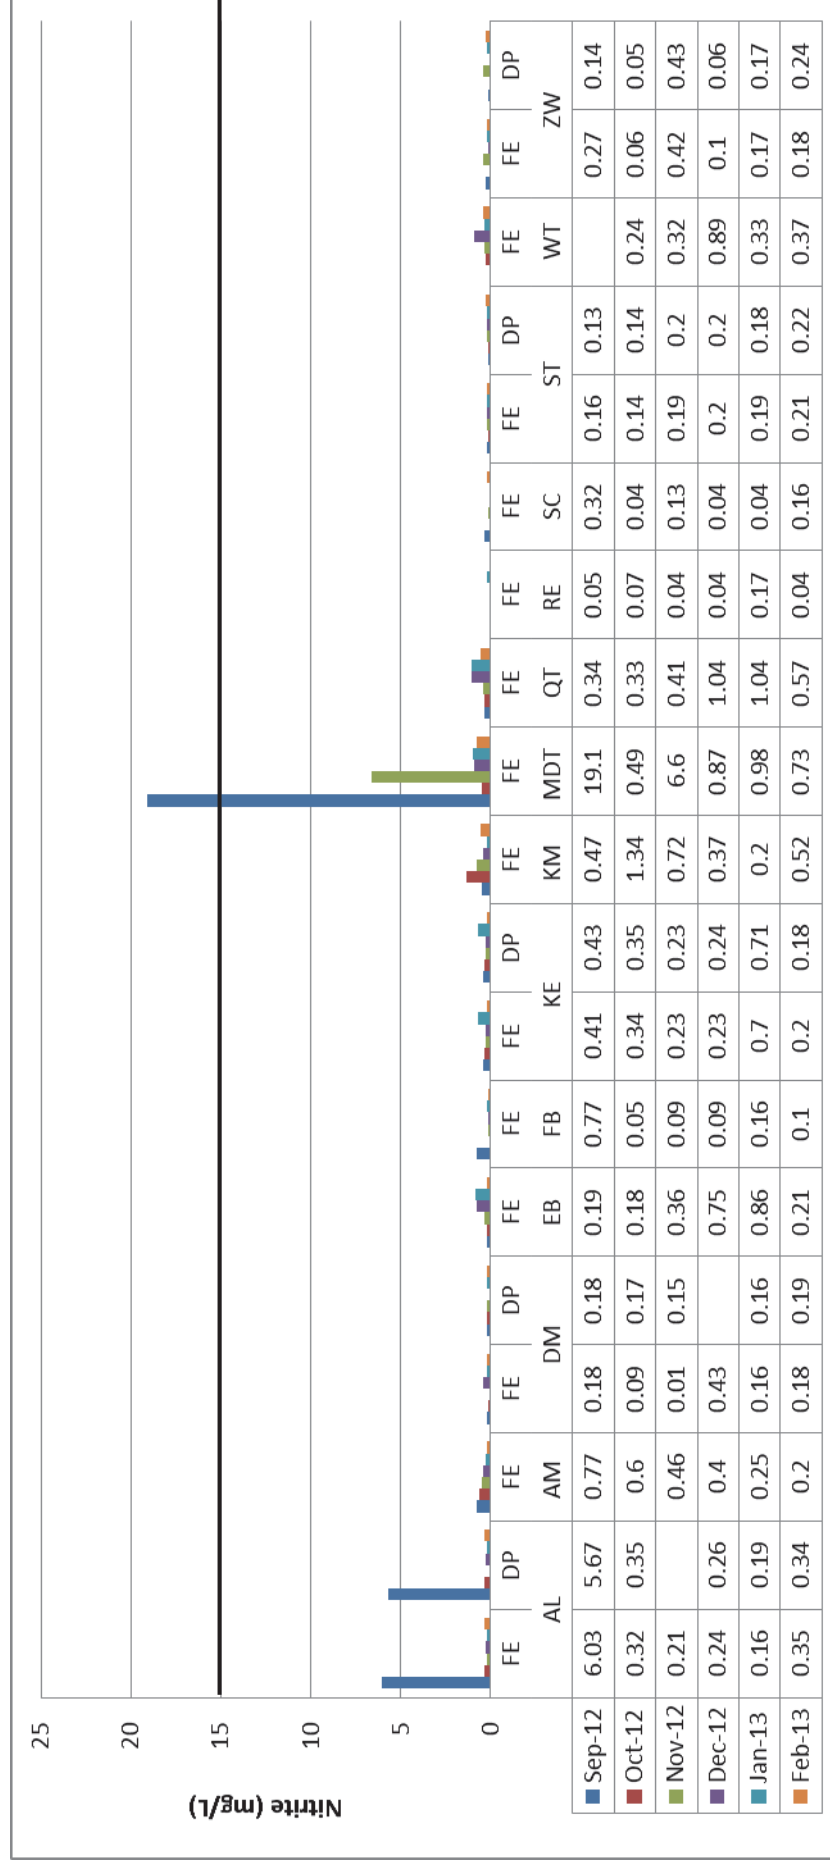 25
20
15
10
5
0
Nitrite (mg/L)
FE DP FE FE DP FE FE FE DP FE FE FE FE FE FE DP FE FE DP
AL AM DM EB FB KE KM MDT QT RE SC ST WT ZW
Sep-12 6.03 5.67 0.77 0.18 0.18 0.19 0.77 0.41 0.43 0.47 19.1 0.34 0.05 0.32 0.16 0.13 0.27 0.14
Oct-12 0.32 0.35 0.6 0.09 0.17 0.18 0.05 0.34 0.35 1.34 0.49 0.33 0.07 0.04 0.14 0.14 0.24 0.06 0.05
Nov-12 0.21 0.46 0.01 0.15 0.36 0.09 0.23 0.23 0.72 6.6 0.41 0.04 0.13 0.19 0.2 0.32 0.42 0.43
Dec-12 0.24 0.26 0.4 0.43 0.75 0.09 0.23 0.24 0.37 0.87 1.04 0.04 0.04 0.2 0.2 0.89 0.1 0.06
Jan-13 0.16 0.19 0.25 0.16 0.16 0.86 0.16 0.7 0.71 0.2 0.98 1.04 0.17 0.04 0.19 0.18 0.33 0.17 0.17
Feb-13 0.35 0.34 0.2 0.18 0.19 0.21 0.1 0.2 0.18 0.52 0.73 0.57 0.04 0.16 0.21 0.22 0.37 0.18 0.24